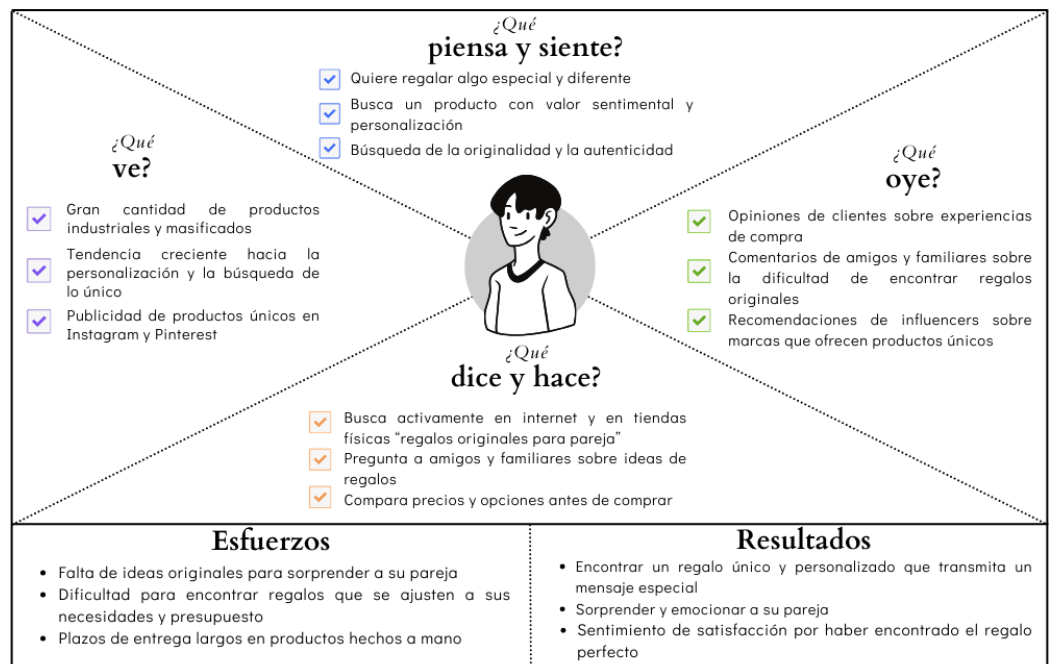 ¿Qué
piensa y siente?
Quiere regalar algo especial y diferente
Busca un producto con valor sentimental y
personalización
Búsqueda de la originalidad y la autenticidad
¿Qué
ve?
Gran cantidad de productos
industriales y masificados
Tendencia creciente hacia la
personalización y la búsqueda de
lo único
Publicidad de productos únicos en
Instagram y Pinterest
¿Qué
oye?
Opiniones de clientes sobre experiencias
de compra
Comentarios de amigos y familiares sobre
la dificultad de encontrar regalos
originales
Recomendaciones de influencers sobre
marcas que ofrecen productos únicos
¿Qué
dice y hace?
Busca activamente en internet y en tiendas
físicas “regalos originales para pareja”
Pregunta a amigos y familiares sobre ideas de
regalos
Compara precios y opciones antes de comprar
Esfuerzos
• Falta de ideas originales para sorprender a su pareja
• Dificultad para encontrar regalos que se ajusten a sus
necesidades y presupuesto
• Plazos de entrega largos en productos hechos a mano
Resultados
• Encontrar un regalo único y personalizado que transmita un
mensaje especial
• Sorprender y emocionar a su pareja
• Sentimiento de satisfacción por haber encontrado el regalo
perfecto